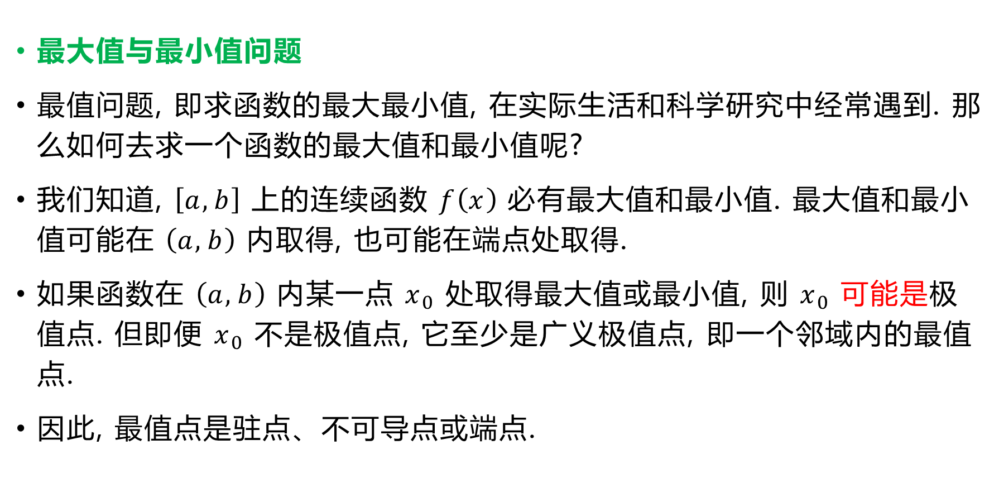 • 最大值与最小值问题
• 最值问题, 即求函数的最大最小值, 在实际生活和科学研究中经常遇到. 那
么如何去求一个函数的最大值和最小值呢?
• 我们知道, [a, b] 上的连续函数 f(x) 必有最大值和最小值. 最大值和最小
值可能在 (a, b) 内取得, 也可能在端点处取得.
• 如果函数在 (a, b) 内某一点 x₀ 处取得最大值或最小值, 则 x₀ 可能是极
值点. 但即便 x₀ 不是极值点, 它至少是广义极值点, 即一个邻域内的最值
点.
• 因此, 最值点是驻点、不可导点或端点.